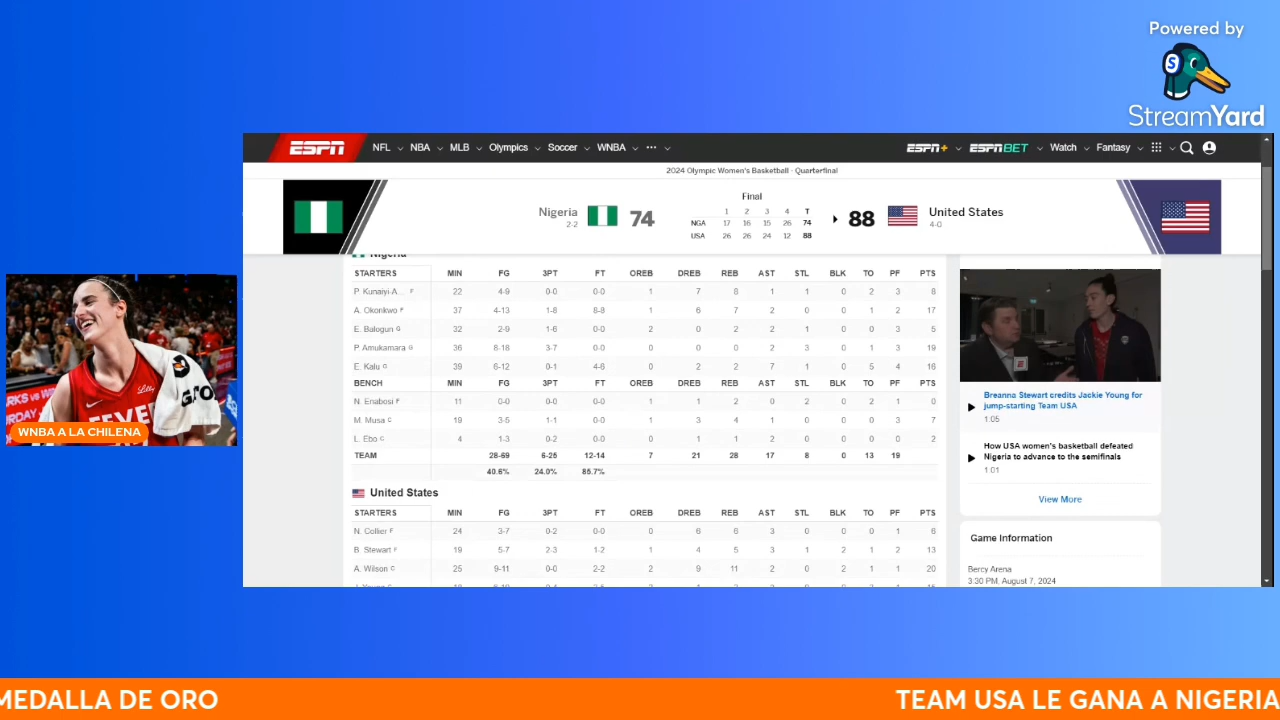 Powered by
StreamYard
ESPN NFL NBA MLB Olympics Soccer WNBA ... ESPN+ ESPN BET Watch Fantasy
2024 Olympic Women's Basketball - Quarterfinal
Final
1 2 3 4 T
NGA 17 16 15 26 74
USA 26 26 24 12 88
Nigeria 74
2-2
88 United States
4-0
Nigeria
STARTERS MIN FG 3PT FT OREB DREB REB AST STL BLK TO PF PTS
P. Kunaiyi-A... F 22 4-9 0-0 0-0 1 7 8 1 1 0 2 3 8
A. Okonkwo F 37 4-13 1-8 8-8 1 6 7 2 0 0 1 2 17
E. Balogun G 32 2-9 1-6 0-0 2 0 2 2 1 0 0 3 5
P. Amukamara G 36 8-18 3-7 0-0 0 0 0 2 3 0 1 3 19
E. Kalu G 39 6-12 0-1 4-6 0 2 2 7 1 0 5 4 16
BENCH MIN FG 3PT FT OREB DREB REB AST STL BLK TO PF PTS
N. Enabosi F 11 0-0 0-0 0-0 1 1 2 0 2 0 2 1 0
M. Musa C 19 3-5 1-1 0-0 1 3 4 1 0 0 0 3 7
L. Ebo C 4 1-3 0-2 0-0 0 1 1 2 0 0 0 0 2
TEAM 28-69 6-25 12-14 7 21 28 17 8 0 13 19
40.6% 24.0% 85.7%
United States
STARTERS MIN FG 3PT FT OREB DREB REB AST STL BLK TO PF PTS
N. Collier F 24 3-7 0-2 0-0 0 6 6 3 0 0 0 1 6
B. Stewart F 19 5-7 2-3 1-2 1 4 5 3 1 2 1 2 13
A. Wilson C 25 9-11 0-0 2-2 2 9 11 0 0 2 1 1 20
Breanna Stewart credits Jackie Young for
jump-starting Team USA
1:05
How USA women's basketball defeated
Nigeria to advance to the semifinals
1:01
View More
Game Information
Bercy Arena
3:30 PM, August 7, 2024
FEVER
Lilly
WNBA A LA CHILENA
MEDALLA DE ORO
TEAM USA LE GANA A NIGERIA